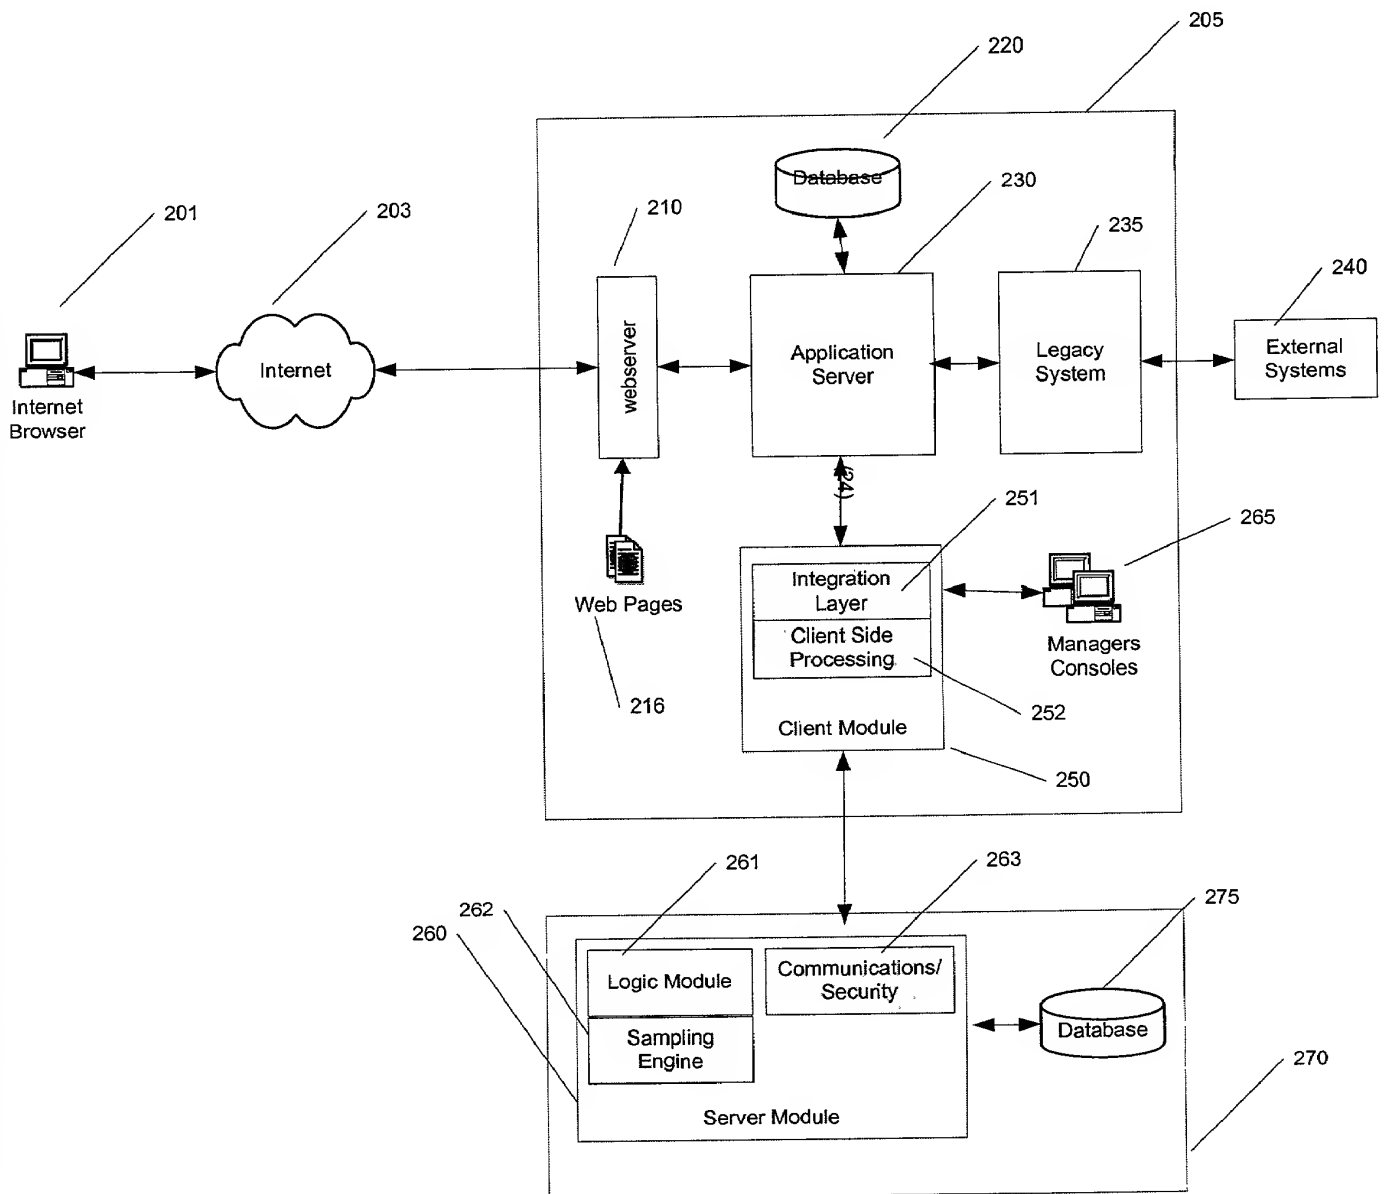 205
220
Database
230
201
203
210
235
240
webserver
Application
Server
Legacy
System
External
Systems
Internet
Internet
Browser
(24)
251
265
Integration
Layer
Client Side
Processing
Web Pages
Managers
Consoles
216
252
Client Module
250
261
263
275
262
260
Logic Module
Communications/
Security
Sampling
Engine
Database
270
Server Module